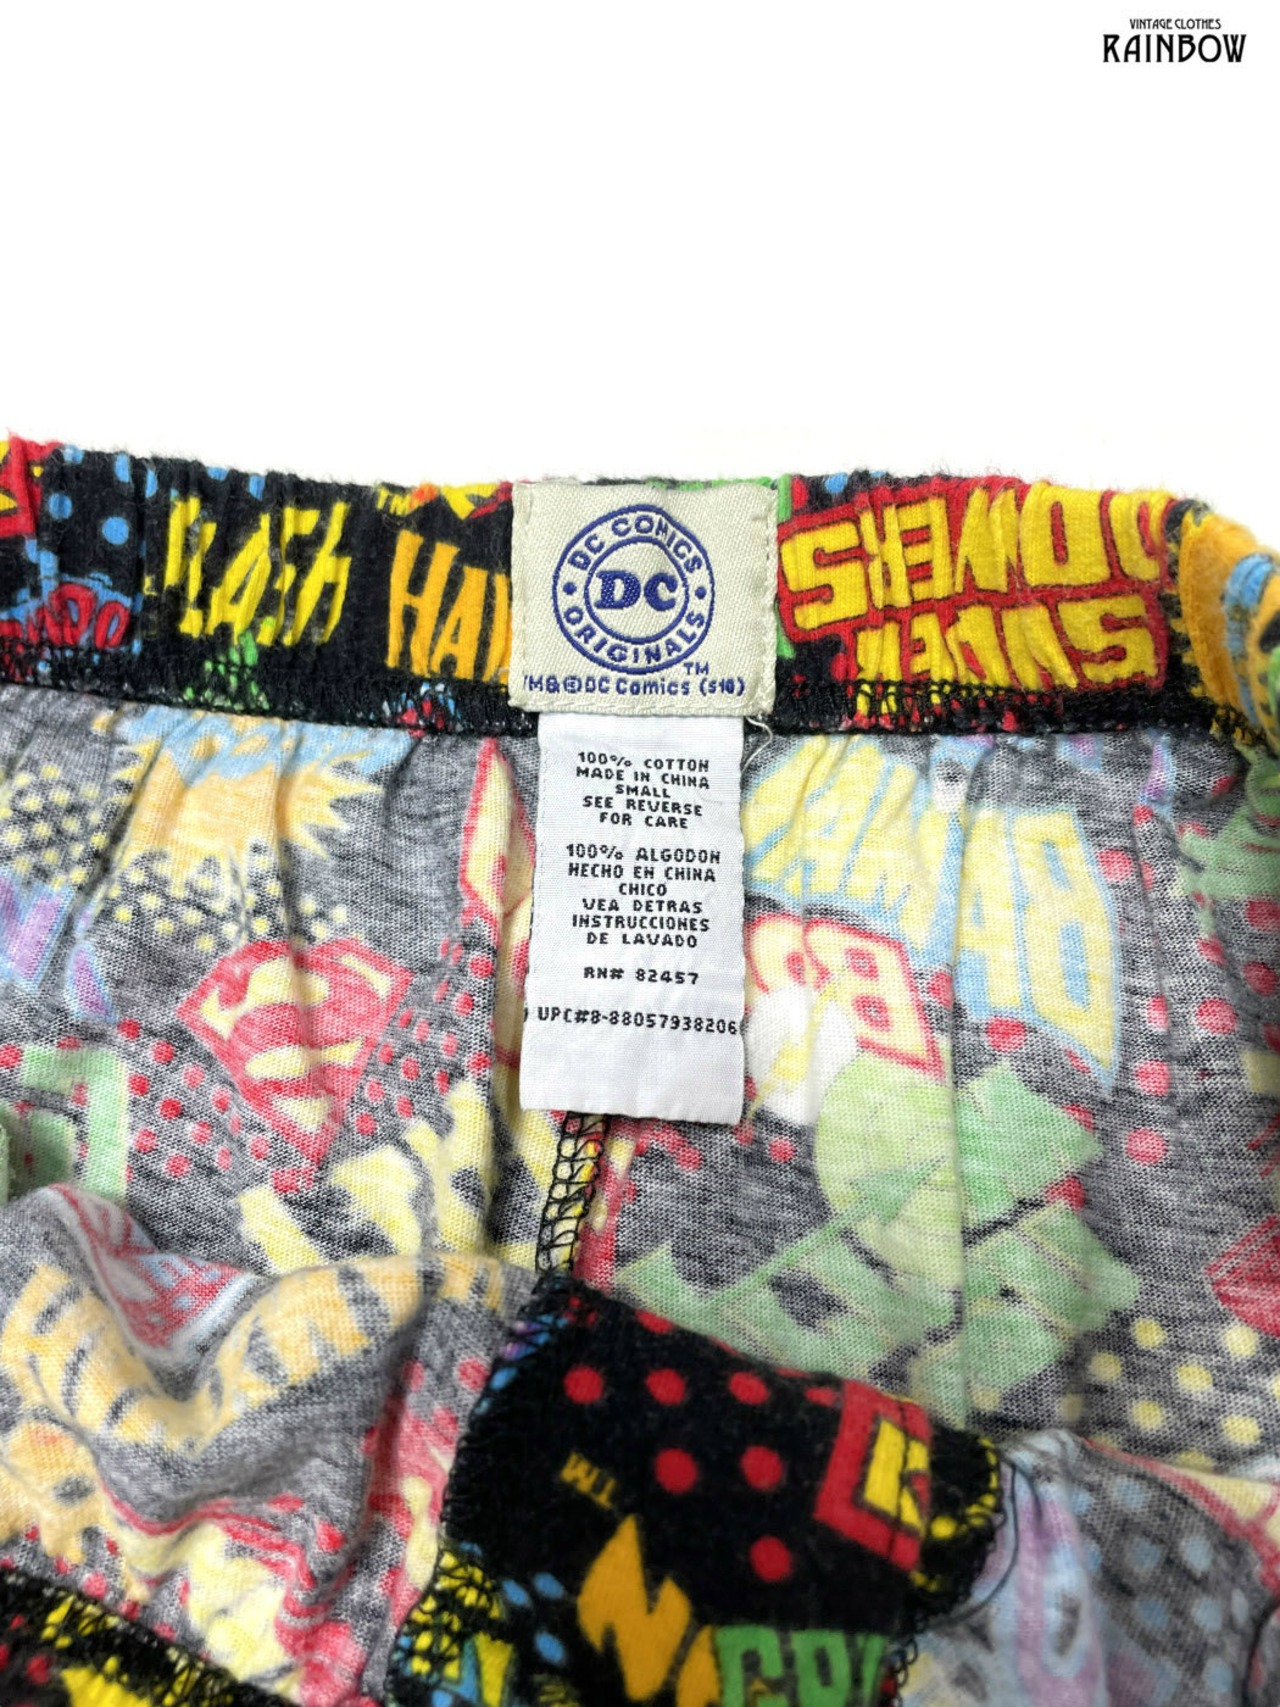 VINTAGE CLOTHES
RAINBOW
FLASH
HAW
DC COMICS
DC
ORIGINALS
TM
TM&©DC Comics (s10)
SUPER
POWERS
100% COTTON
MADE IN CHINA
SMALL
SEE REVERSE
FOR CARE
100% ALGODON
HECHO EN CHINA
CHICO
VEA DETRAS
INSTRUCCIONES
DE LAVADO
RN# 82457
UPC#8-88057938206
TM